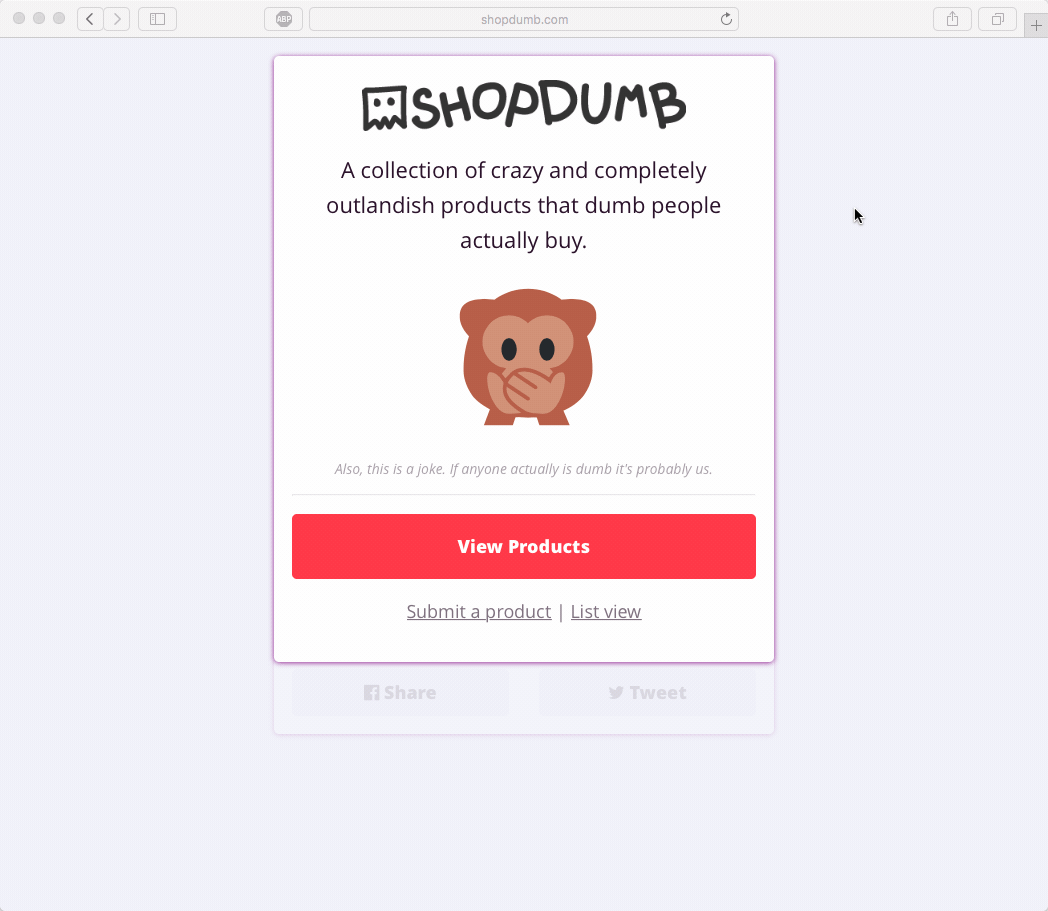 ABP
shopdumb.com
SHOPDUMB
A collection of crazy and completely
outlandish products that dumb people
actually buy.
Also, this is a joke. If anyone actually is dumb it's probably us.
View Products
Submit a product | List view
Share
Tweet